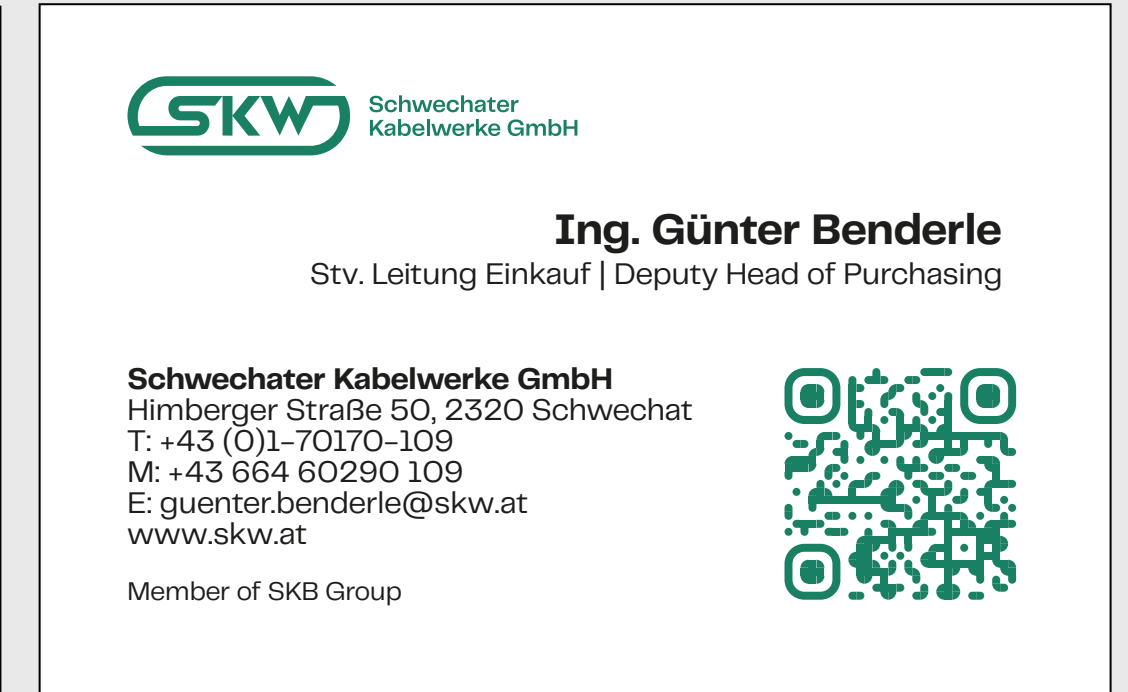 SKW
Schwechater
Kabelwerke GmbH
Ing. Günter Benderle
Stv. Leitung Einkauf | Deputy Head of Purchasing
Schwechater Kabelwerke GmbH
Himberger Straße 50, 2320 Schwechat
T: +43 (0)1–70170–109
M: +43 664 60290 109
E: guenter.benderle@skw.at
www.skw.at
Member of SKB Group